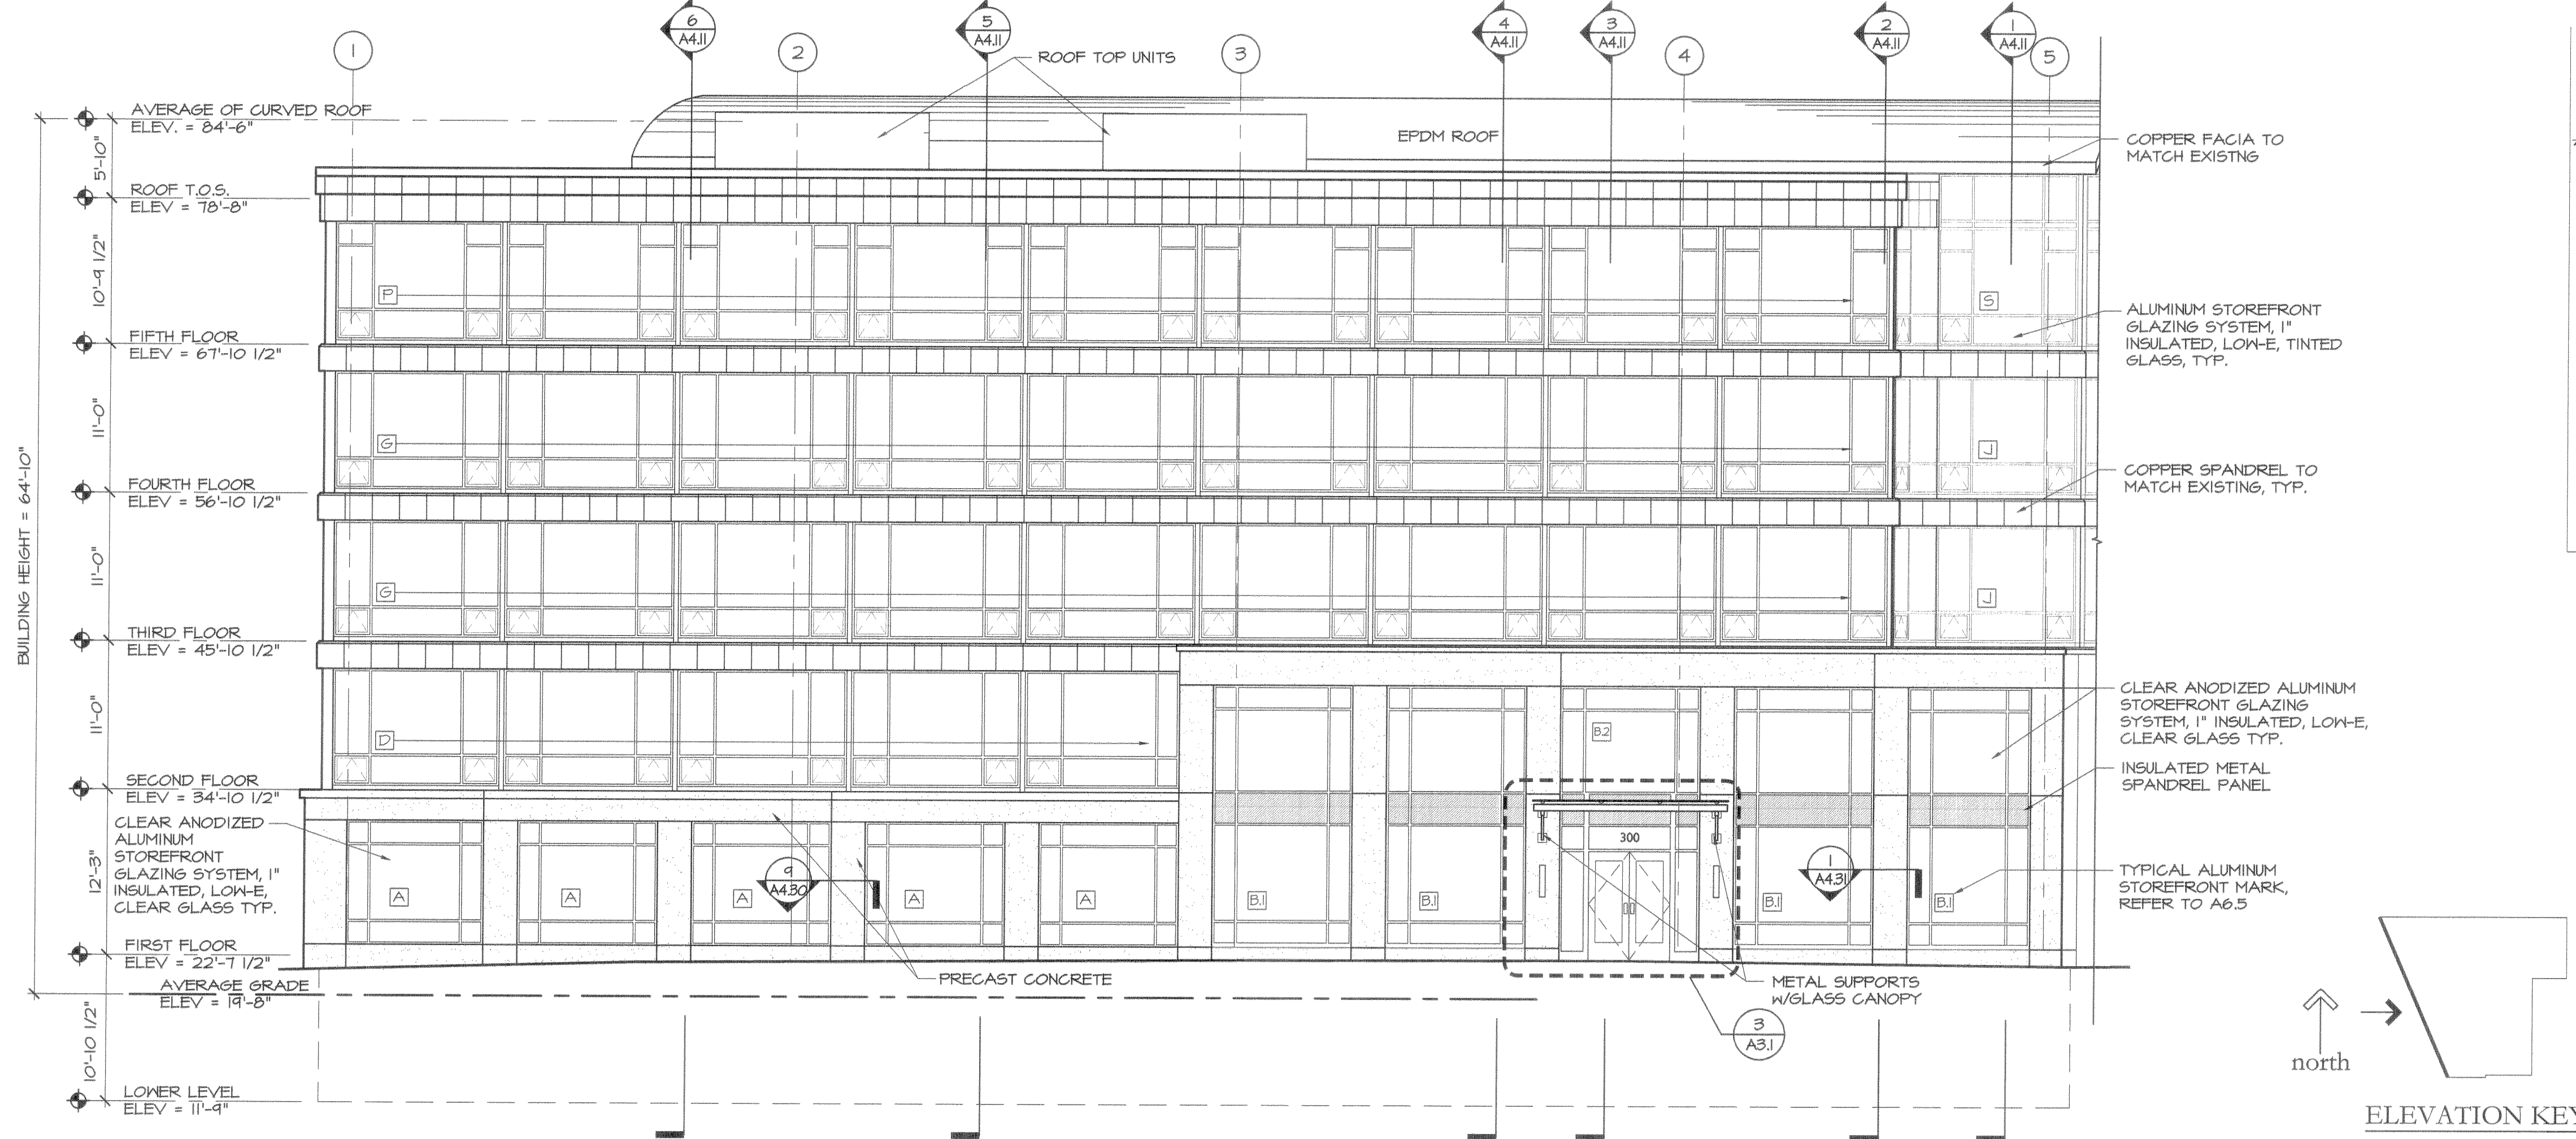 6
A4.11
5
A4.11
4
A4.11
3
A4.11
2
A4.11
1
A4.11
1
2
3
4
5
ROOF TOP UNITS
AVERAGE OF CURVED ROOF
ELEV. = 84'-6"
5'-10"
EPDM ROOF
COPPER FACIA TO
MATCH EXISTNG
ROOF T.O.S.
ELEV = 78'-8"
10'-9 1/2"
P
S
ALUMINUM STOREFRONT
GLAZING SYSTEM, 1"
INSULATED, LOW-E, TINTED
GLASS, TYP.
FIFTH FLOOR
ELEV = 67'-10 1/2"
11'-0"
G
J
COPPER SPANDREL TO
MATCH EXISTING, TYP.
FOURTH FLOOR
ELEV = 56'-10 1/2"
BUILDING HEIGHT = 64'-10"
11'-0"
G
J
THIRD FLOOR
ELEV = 45'-10 1/2"
11'-0"
D
B.2
CLEAR ANODIZED ALUMINUM
STOREFRONT GLAZING
SYSTEM, 1" INSULATED, LOW-E,
CLEAR GLASS TYP.
INSULATED METAL
SPANDREL PANEL
SECOND FLOOR
ELEV = 34'-10 1/2"
CLEAR ANODIZED
ALUMINUM
STOREFRONT
GLAZING SYSTEM, 1"
INSULATED, LOW-E,
CLEAR GLASS TYP.
12'-3"
300
A
A
A
9
A4.30
A
A
B.1
B.1
B.1
1
A4.31
B.1
TYPICAL ALUMINUM
STOREFRONT MARK,
REFER TO A6.5
FIRST FLOOR
ELEV = 22'-7 1/2"
PRECAST CONCRETE
METAL SUPPORTS
W/GLASS CANOPY
AVERAGE GRADE
ELEV = 19'-8"
3
A3.1
10'-10 1/2"
LOWER LEVEL
ELEV = 11'-9"
north
ELEVATION KEY